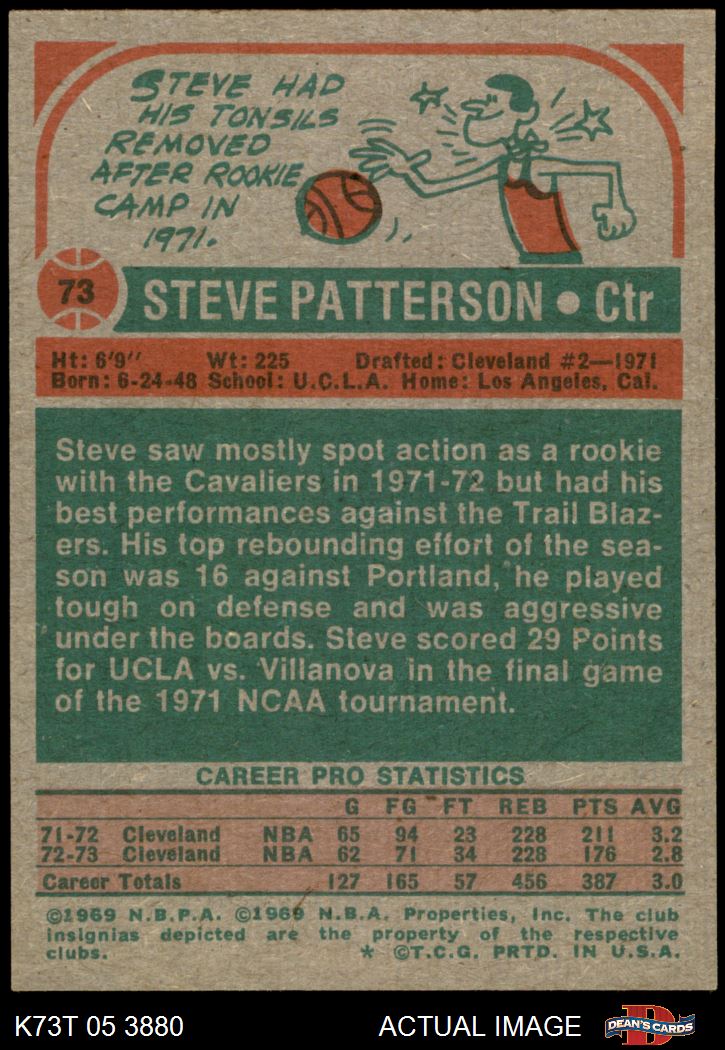 STEVE HAD
HIS TONSILS
REMOVED
AFTER ROOKIE
CAMP IN
1971.
73
STEVE PATTERSON • Ctr
Ht: 6'9" Wt: 225 Drafted: Cleveland #2—1971
Born: 6-24-48 School: U.C.L.A. Home: Los Angeles, Cal.
Steve saw mostly spot action as a rookie
with the Cavaliers in 1971-72 but had his
best performances against the Trail Blaz-
ers. His top rebounding effort of the sea-
son was 16 against Portland, he played
tough on defense and was aggressive
under the boards. Steve scored 29 Points
for UCLA vs. Villanova in the final game
of the 1971 NCAA tournament.
CAREER PRO STATISTICS
G FG FT REB PTS AVG
71-72 Cleveland NBA 65 94 23 228 211 3.2
72-73 Cleveland NBA 62 71 34 228 176 2.8
Career Totals 127 165 57 456 387 3.0
©1969 N.B.P.A. ©1969 N.B.A. Properties, Inc. The club
insignias depicted are the property of the respective
clubs. * ©T.C.G. PRTD. IN U.S.A.
K73T 05 3880 ACTUAL IMAGE DEAN'S CARDS